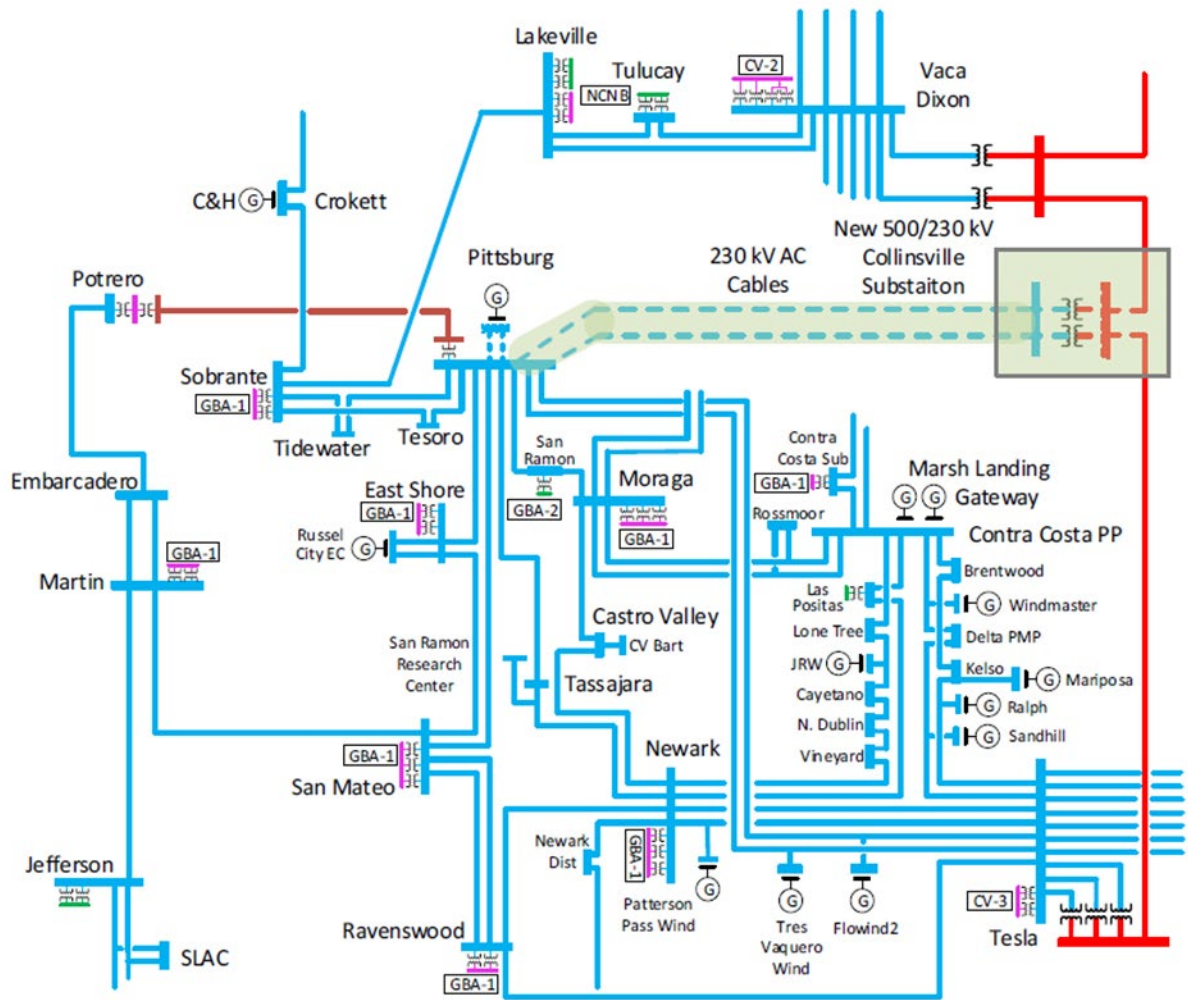 Lakeville
Tulucay
NCNB
CV-2
Vaca
Dixon
C&H
G
Crokett
New 500/230 kV
Collinsville
Substaiton
230 kV AC
Cables
Pittsburg
G
Potrero
Sobrante
GBA-1
Tidewater
Tesoro
San
Ramon
GBA-2
Moraga
GBA-1
Contra
Costa Sub
GBA-1
Rossmoor
Marsh Landing
Gateway
G
G
Contra Costa PP
Embarcadero
East Shore
GBA-1
Russel
City EC
G
GBA-1
Martin
Las
Positas
Lone Tree
JRW
G
Cayetano
N. Dublin
Vineyard
Brentwood
G
Windmaster
Delta PMP
Kelso
G
Mariposa
G
Ralph
G
Sandhill
San Ramon
Research
Center
Castro Valley
CV Bart
Tassajara
GBA-1
San Mateo
Newark
Newark
Dist
GBA-1
G
Patterson
Pass Wind
G
Tres
Vaquero
Wind
G
Flowind2
CV-3
Tesla
Jefferson
SLAC
Ravenswood
GBA-1